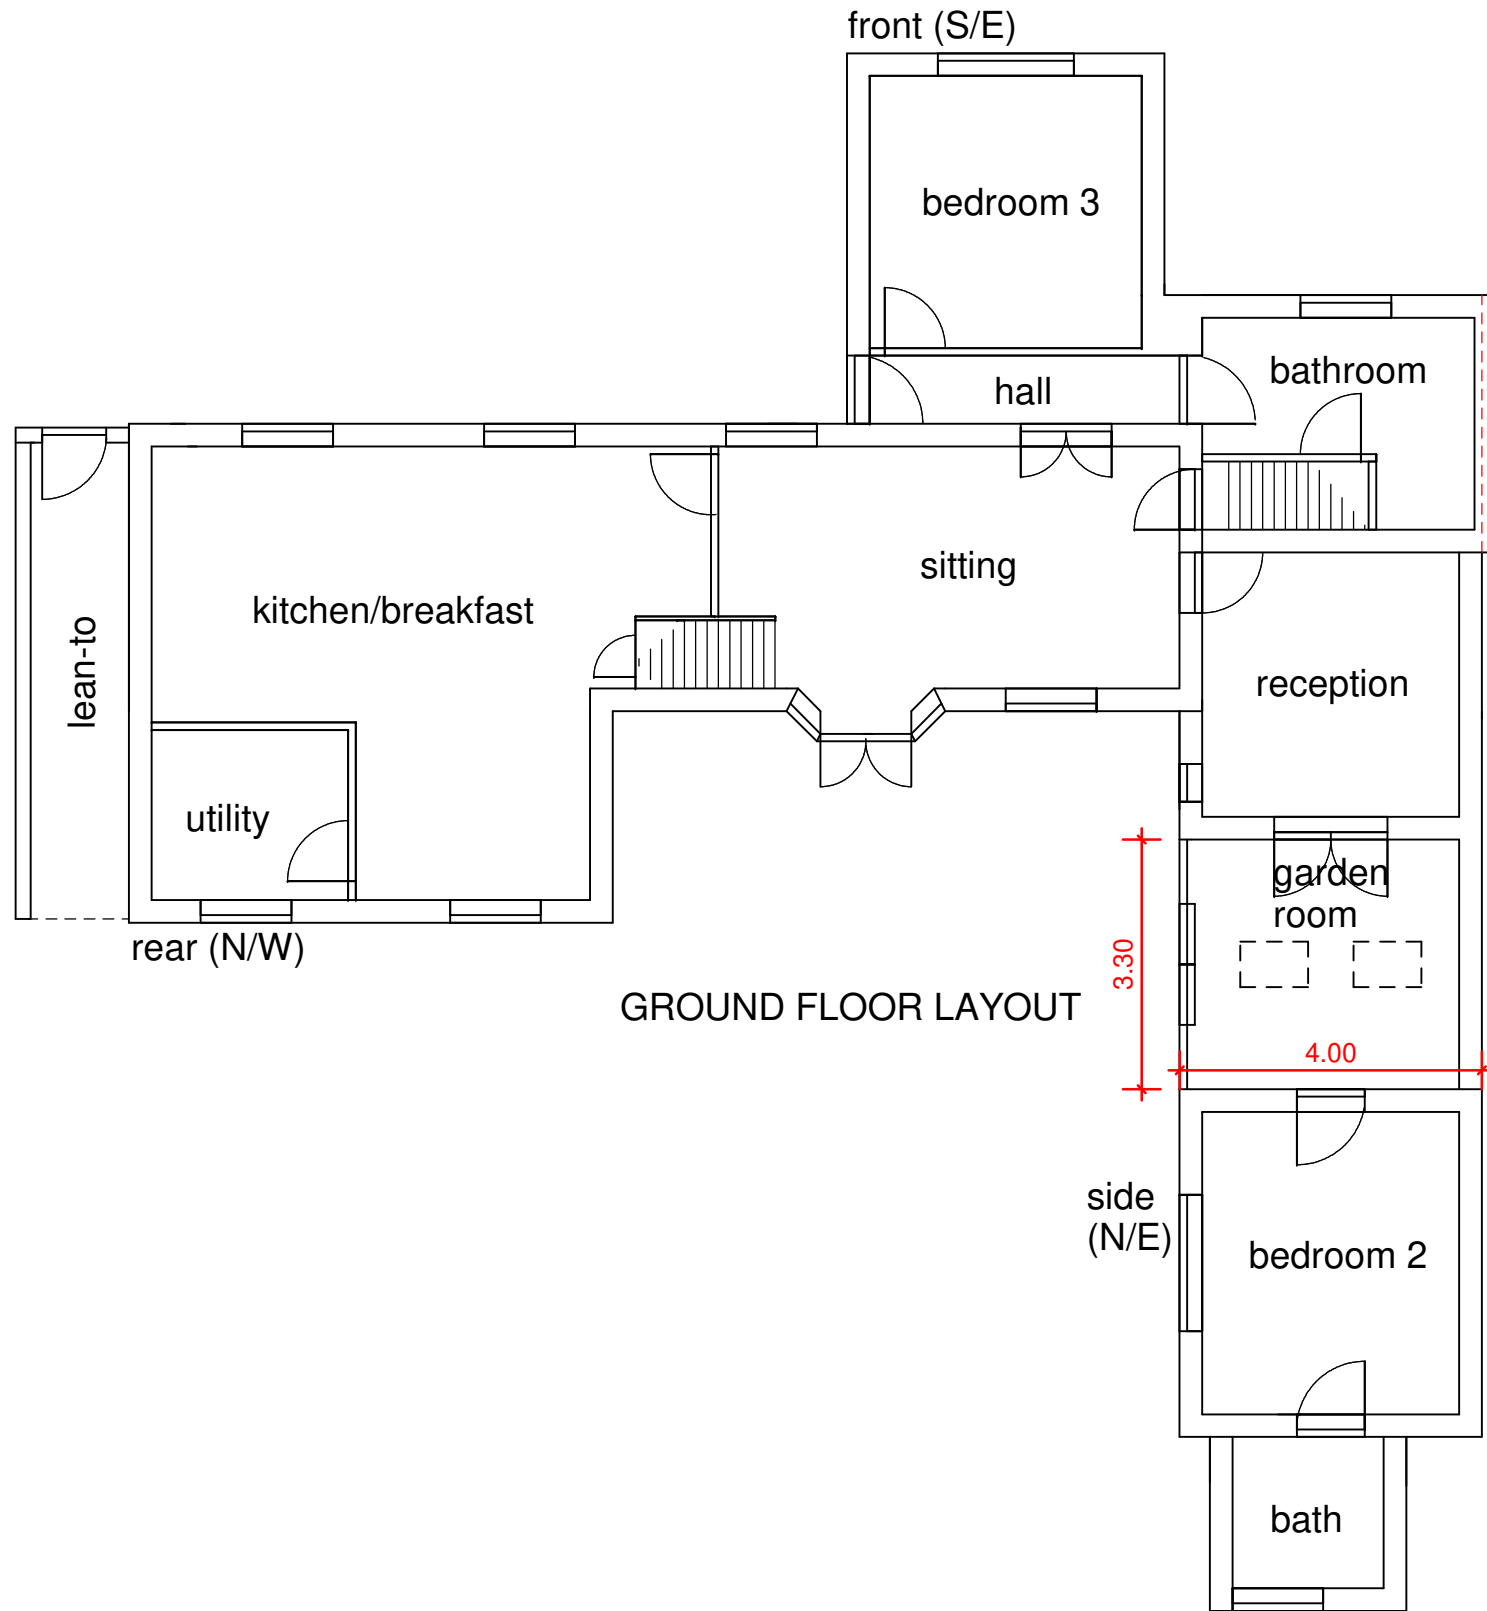 front (S/E)
bedroom 3
bathroom
hall
sitting
kitchen/breakfast
lean-to
reception
utility
garden
room
rear (N/W)
3.30
GROUND FLOOR LAYOUT
4.00
side
(N/E)
bedroom 2
bath